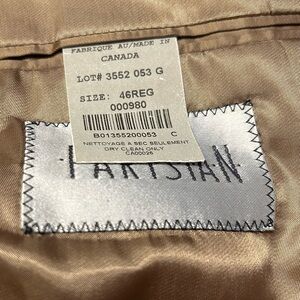 FABRIQUE AU/MADE IN
CANADA
LOT# 3552 053 G
SIZE: 46REG
000980
B01355200053 C
NETTOYAGE A SEC SEULEMENT
DRY CLEAN ONLY
CA00026
PARISIAN